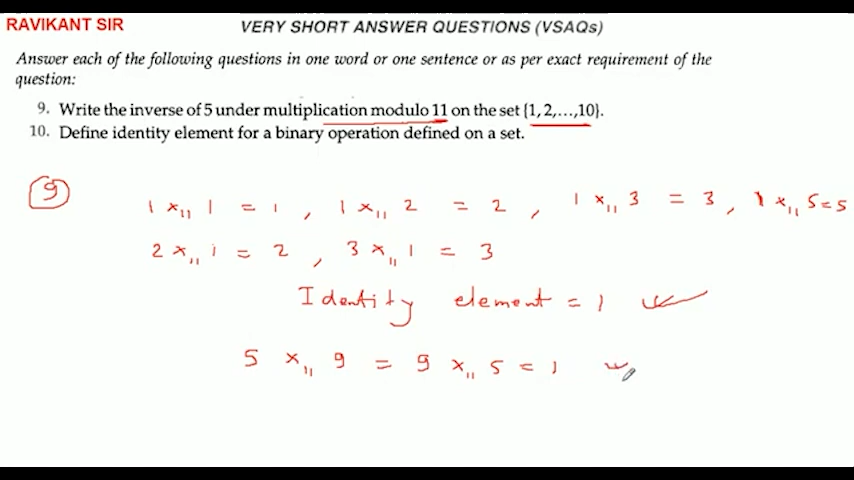 RAVIKANT SIR
VERY SHORT ANSWER QUESTIONS (VSAQs)
Answer each of the following questions in one word or one sentence or as per exact requirement of the
question:
9. Write the inverse of 5 under multiplication modulo 11 on the set {1, 2,...,10}.
10. Define identity element for a binary operation defined on a set.
9
1 ×₁₁ 1 = 1 , 1 ×₁₁ 2 = 2 , 1 ×₁₁ 3 = 3 , 1 ×₁₁ 5 = 5
2 ×₁₁ 1 = 2 , 3 ×₁₁ 1 = 3
Identity element = 1
5 ×₁₁ 9 = 9 ×₁₁ 5 = 1